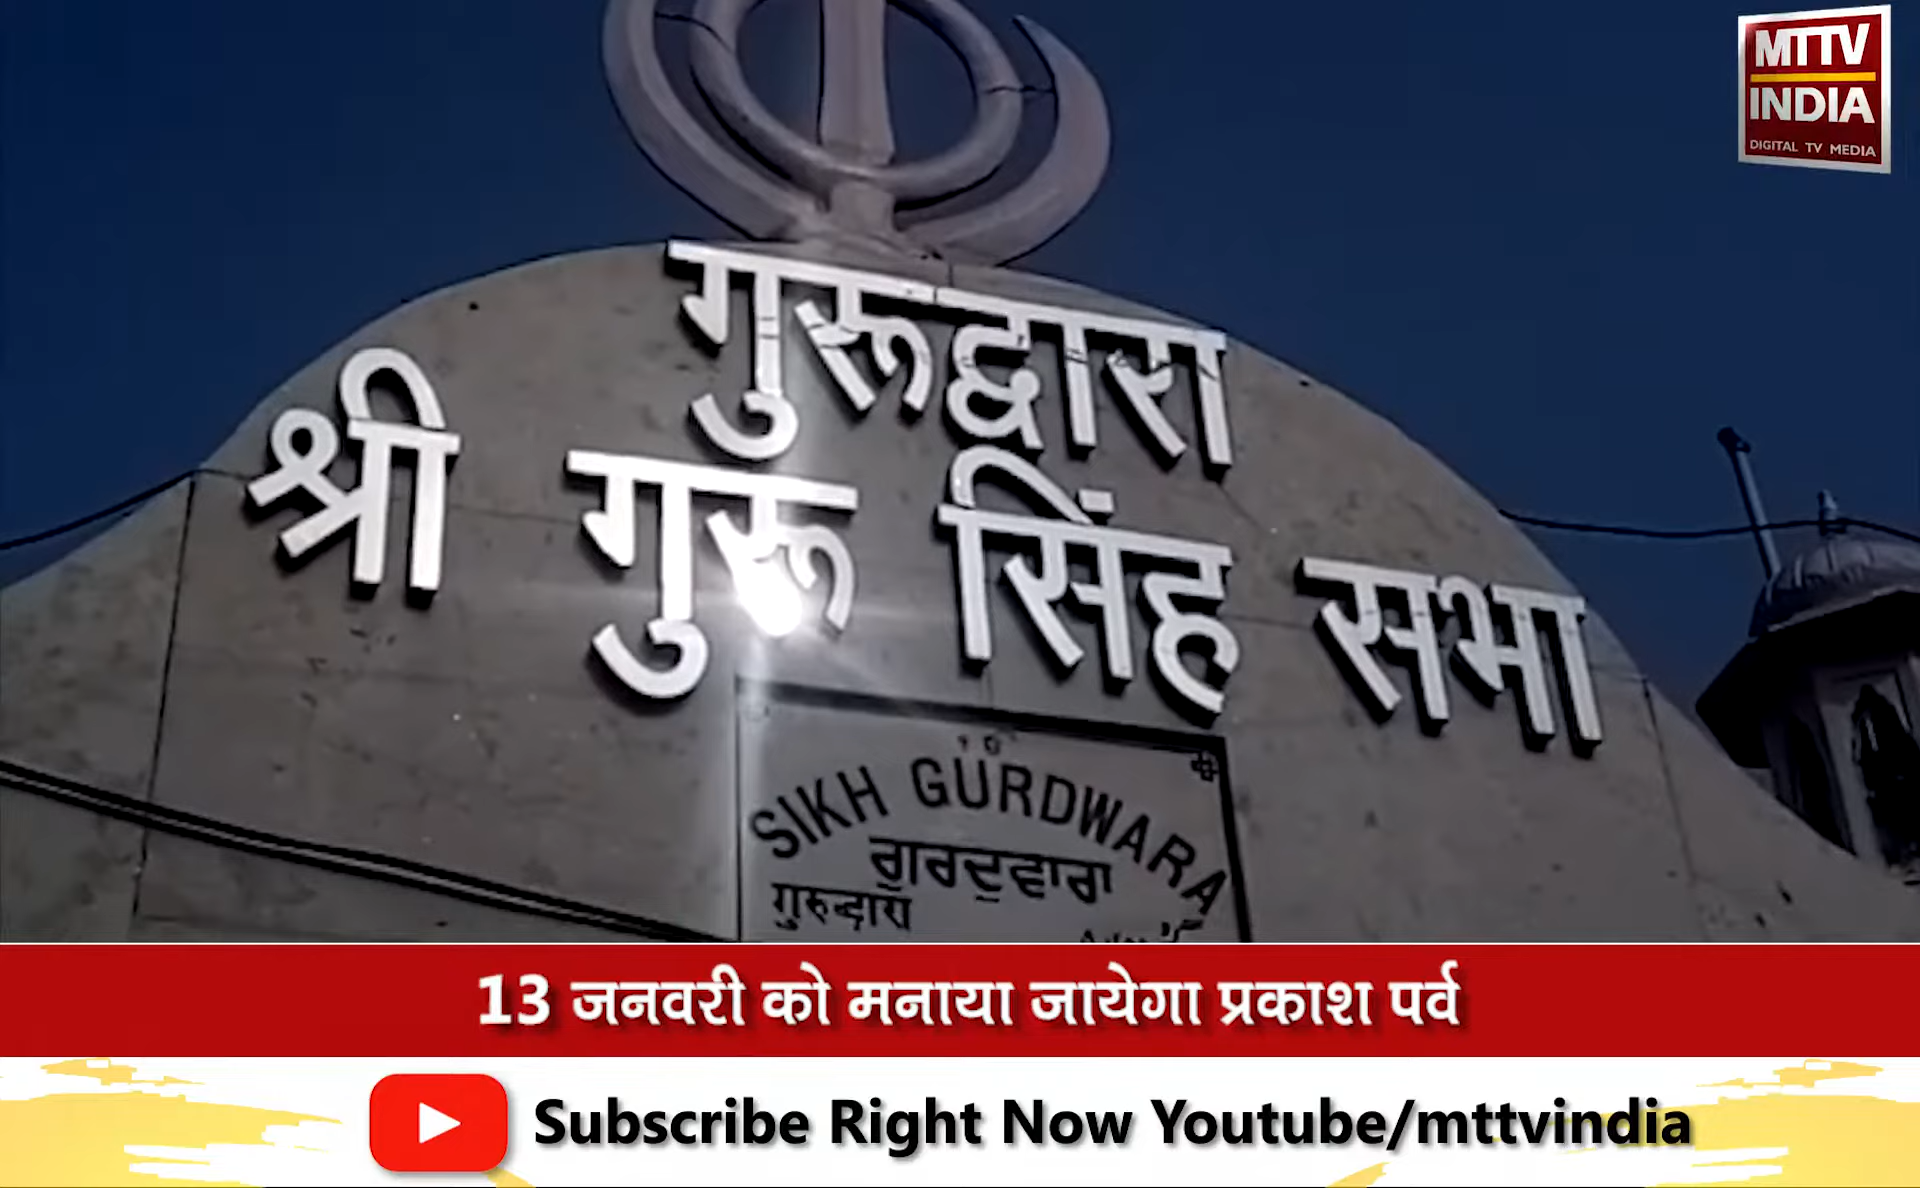 MTTV
INDIA
DIGITAL TV MEDIA
गुरूद्वारा
श्री गुरू सिंह सभा
SIKH GURDWARA
ਗੁਰਦੁਵਾਰਾ
गुरुद्वारा
13 जनवरी को मनाया जायेगा प्रकाश पर्व
Subscribe Right Now Youtube/mttvindia